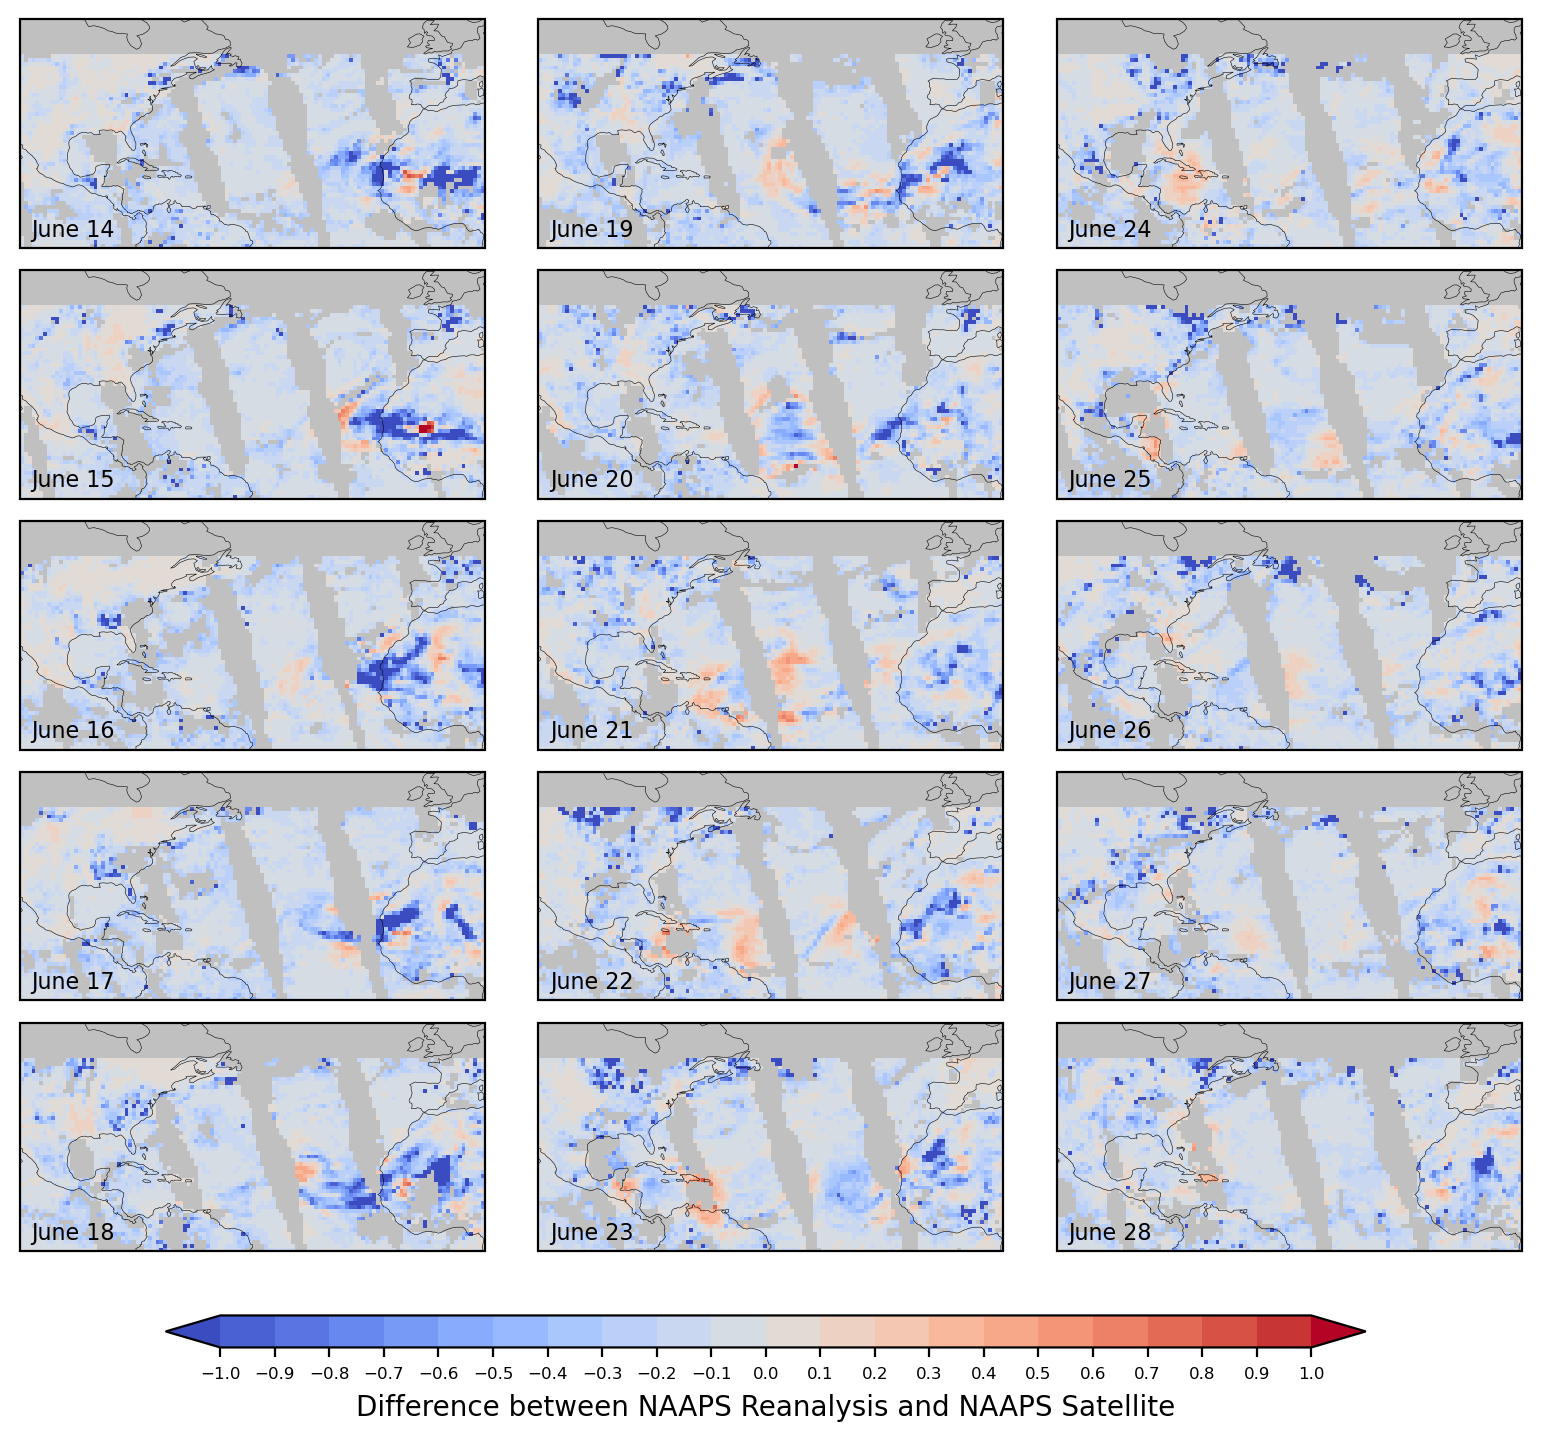 June 14
June 19
June 24
June 15
June 20
June 25
June 16
June 21
June 26
June 17
June 22
June 27
June 18
June 23
June 28
−1.0 −0.9 −0.8 −0.7 −0.6 −0.5 −0.4 −0.3 −0.2 −0.1 0.0 0.1 0.2 0.3 0.4 0.5 0.6 0.7 0.8 0.9 1.0
Difference between NAAPS Reanalysis and NAAPS Satellite